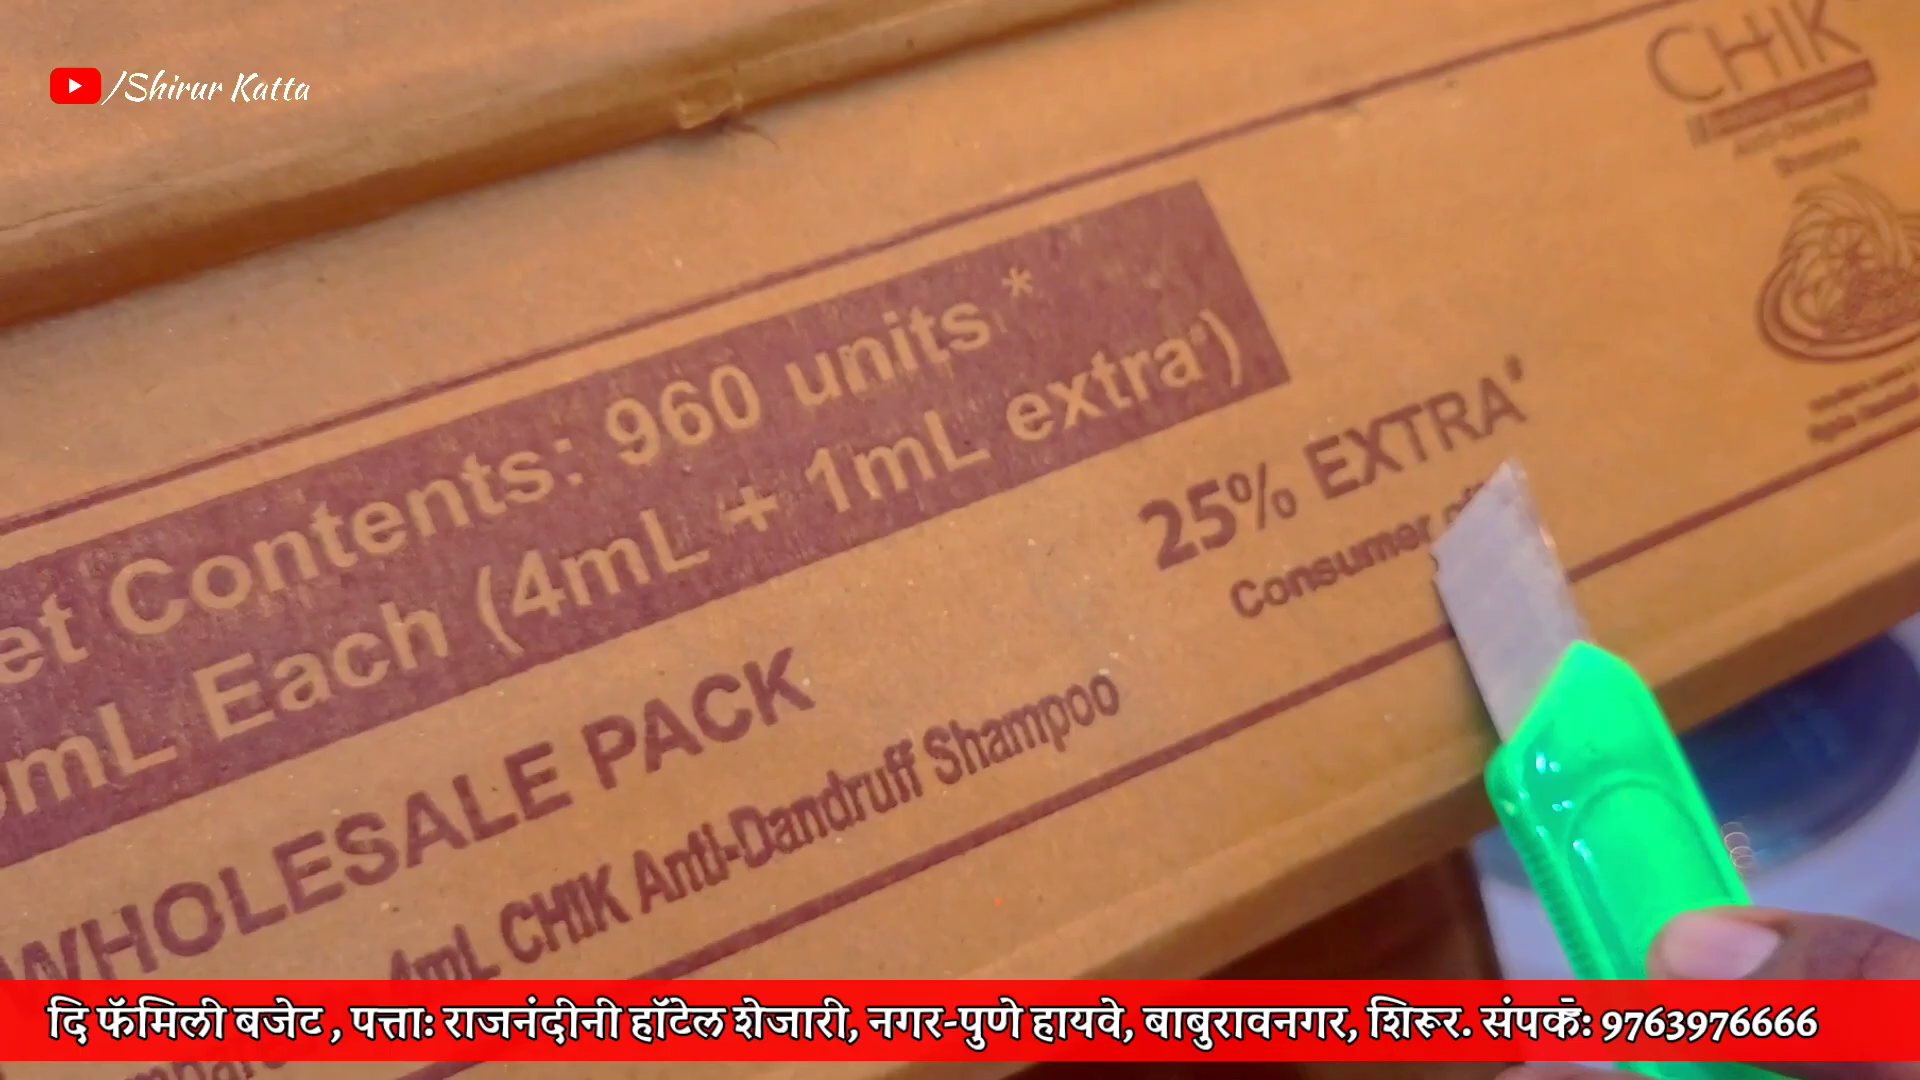 /Shirur Katta
CHIK
et Contents: 960 units*
mL Each (4mL + 1mL extra*)
25% EXTRA*
Consumer
WHOLESALE PACK
4mL CHIK Anti-Dandruff Shampoo
दि फॅमिली बजेट, पत्ताः राजनंदीनी हॉटेल शेजारी, नगर-पुणे हायवे, बाबुरावनगर, शिरूर. संपर्क: 9763976666